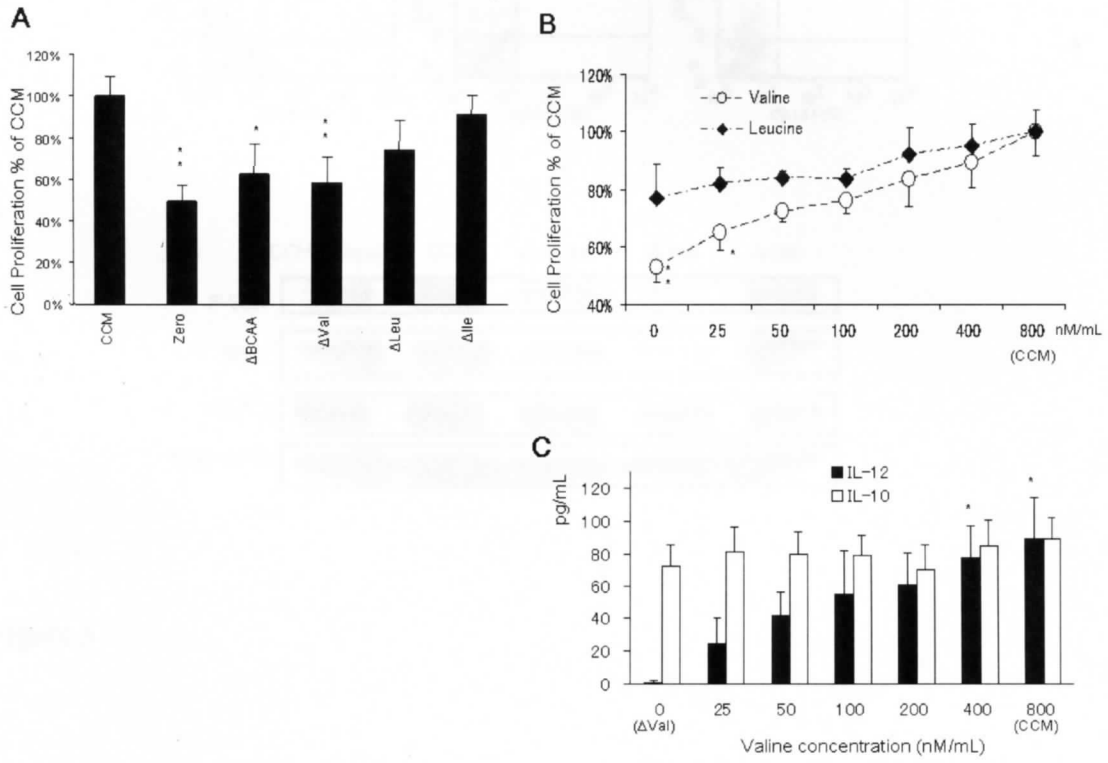 A
120%
100%
80%
60%
40%
20%
0%
Cell Proliferation % of CCM
* *
*
* *
CCM
Zero
ΔBCAA
ΔVal
ΔLeu
ΔIle
B
120%
100%
80%
60%
40%
Cell Proliferation % of CCM
Valine
Leucine
*
* *
0 25 50 100 200 400 800 nM/mL
(CCM)
C
pg/mL
120
100
80
60
40
20
0
IL-12
IL-10
* *
0 25 50 100 200 400 800
(ΔVal) (CCM)
Valine concentration (nM/mL)